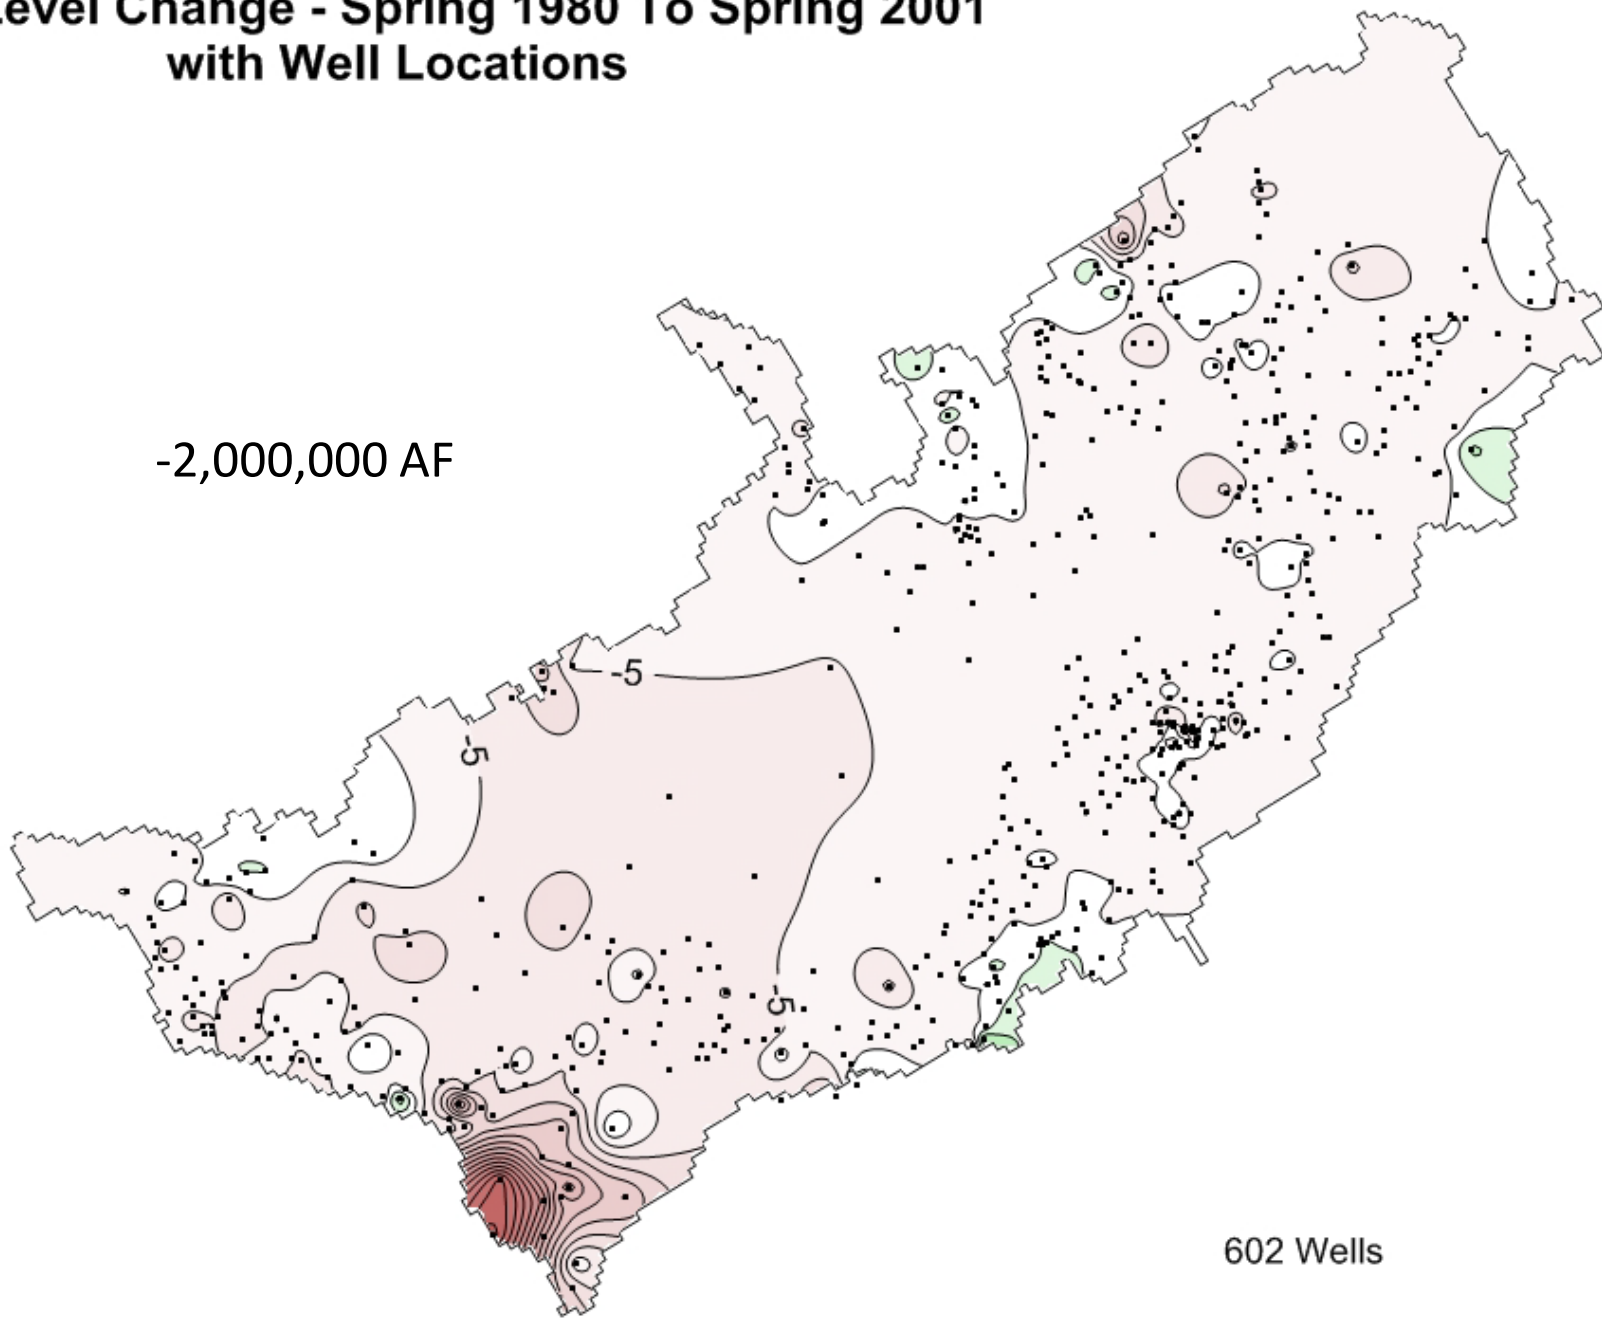 Level Change - Spring 1980 To Spring 2001
with Well Locations
-2,000,000 AF
-5
-5
-5
602 Wells